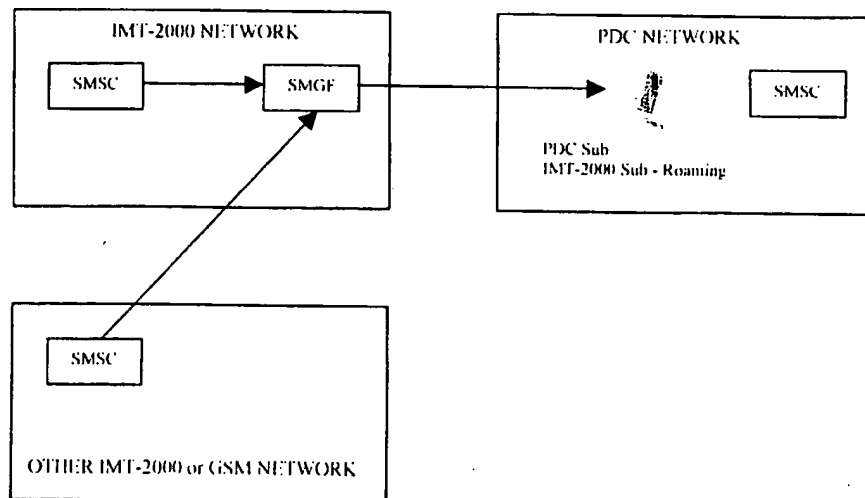 IMT-2000 NETWORK
SMSC
SMGF
PDC NETWORK
SMSC
PDC Sub
IMT-2000 Sub - Roaming
SMSC
OTHER IMT-2000 or GSM NETWORK